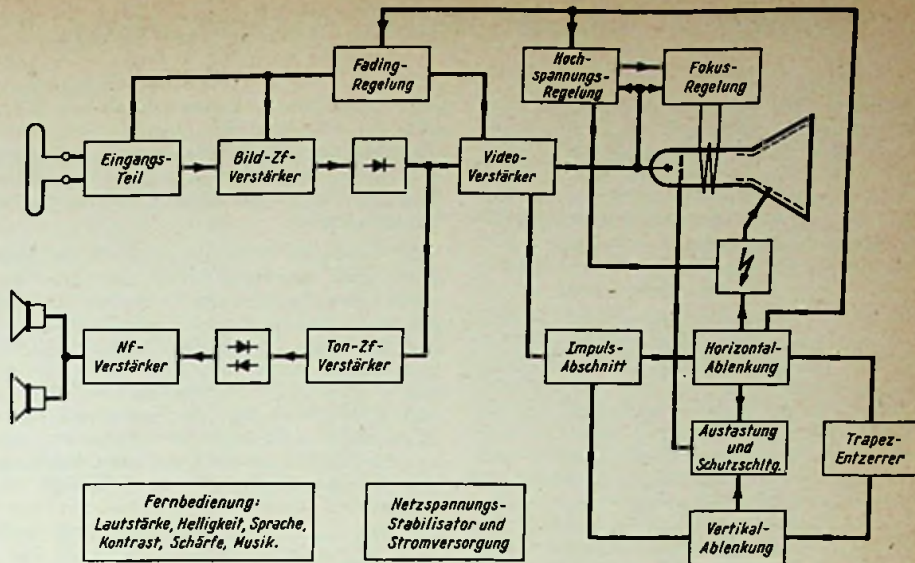 Fading-
Regelung
Hoch-
spannungs-
Regelung
Fokus-
Regelung
Eingangs-
Teil
Bild-Zf-
Verstärker
Video-
Verstärker
Nf-
Verstärker
Ton-Zf-
Verstärker
Impuls-
Abschnitt
Horizontal-
Ablenkung
Austastung
und
Schutzschltg.
Trapez-
Entzerrer
Fernbedienung:
Lautstärke, Helligkeit, Sprache,
Kontrast, Schärfe, Musik.
Netzspannungs-
Stabilisator und
Stromversorgung
Vertikal-
Ablenkung